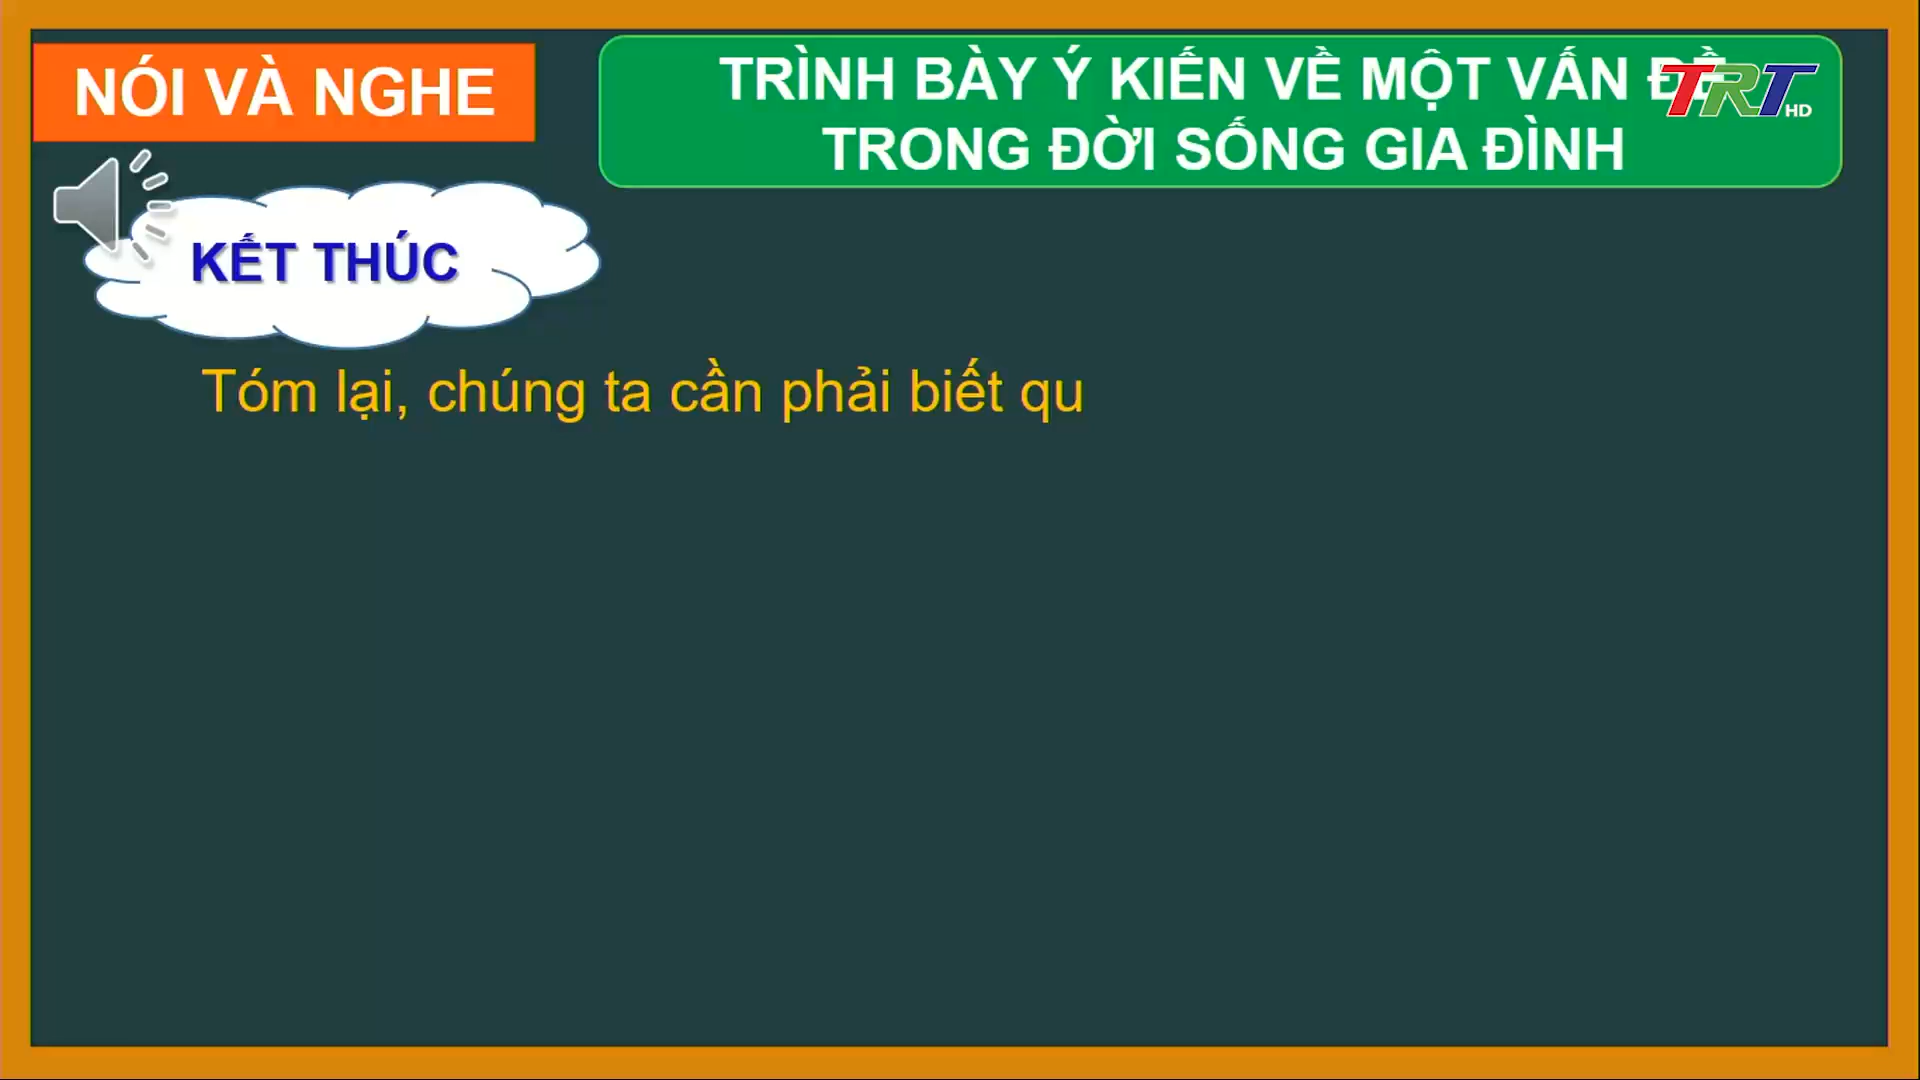 NÓI VÀ NGHE
TRÌNH BÀY Ý KIẾN VỀ MỘT VẤN ĐỀ
TRONG ĐỜI SỐNG GIA ĐÌNH
TRT HD
KẾT THÚC
Tóm lại, chúng ta cần phải biết qu